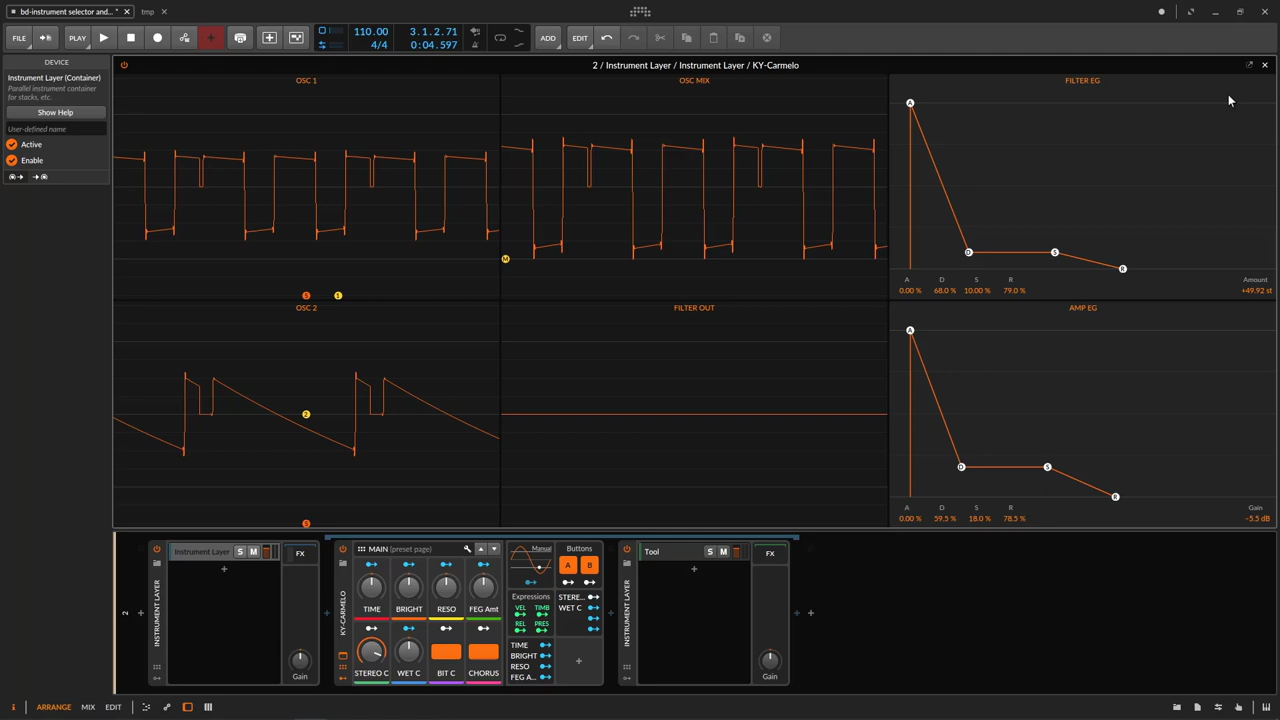 bd-instrument selector and... *
tmp
FILE
PLAY
110.00
4/4
3.1.2.71
0:04.597
ADD
EDIT
DEVICE
Instrument Layer (Container)
Parallel instrument container
for stacks, etc.
Show Help
User-defined name
Active
Enable
2 / Instrument Layer / Instrument Layer / KY-Carmelo
OSC 1
OSC MIX
FILTER EG
S
1
M
A
D
S
R
A D S R Amount
0.00 % 68.0 % 10.00 % 79.0 % +49.92 st
OSC 2
FILTER OUT
AMP EG
2
S
A
D
S
R
A D S R Gain
0.00 % 59.5 % 18.0 % 78.5 % −5.5 dB
2
INSTRUMENT LAYER
Instrument Layer
S M
FX
Gain
KY-CARMELO
MAIN (preset page)
TIME
BRIGHT
RESO
FEG Amt
STEREO C
WET C
BIT C
CHORUS
Manual
Expressions
VEL TIMB
REL PRES
TIME
BRIGHT
RESO
FEG A...
Buttons
A B
STERE...
WET C
INSTRUMENT LAYER
Tool
S M
FX
Gain
i
ARRANGE
MIX
EDIT